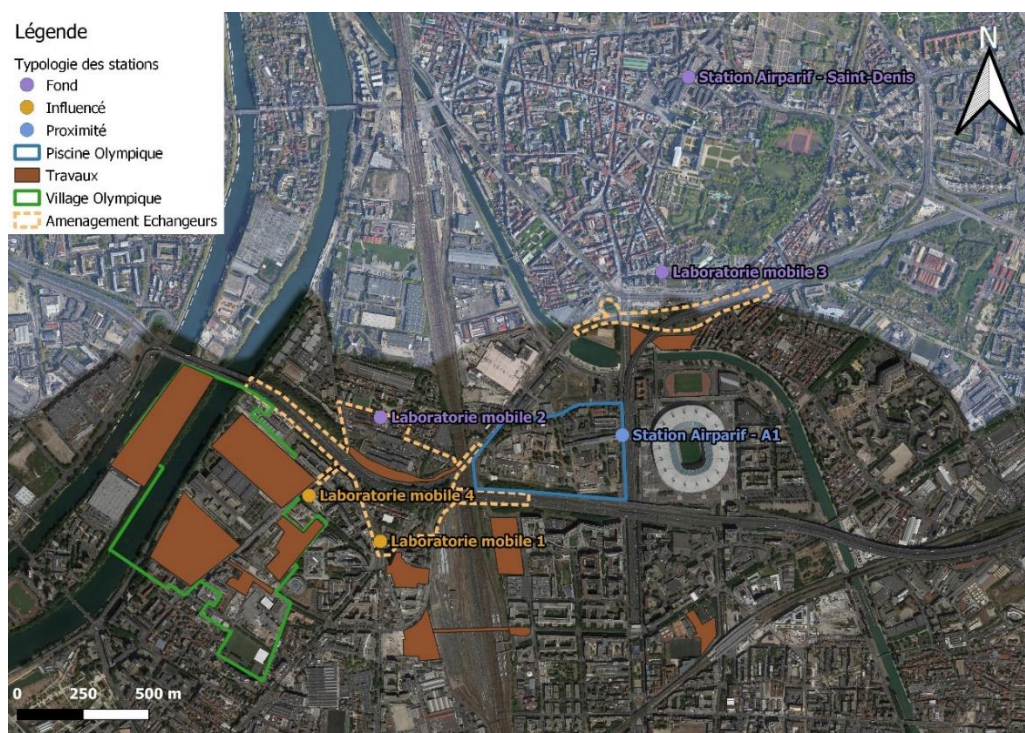 Légende
Typologie des stations
Fond
Influencé
Proximité
Piscine Olympique
Travaux
Village Olympique
Amenagement Echangeurs
N
Station Airparif - Saint-Denis
Laboratorie mobile 3
Laboratorie mobile 2
Station Airparif - A1
Laboratorie mobile 4
Laboratorie mobile 1
0 250 500 m